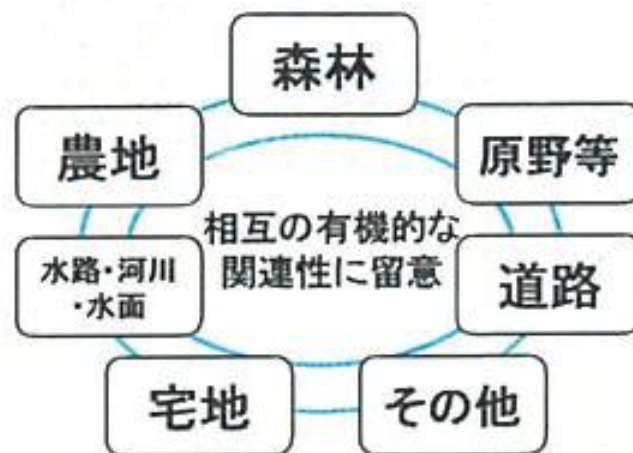 森林
農地
原野等
相互の有機的な
関連性に留意
水路・河川
・水面
道路
宅地
その他